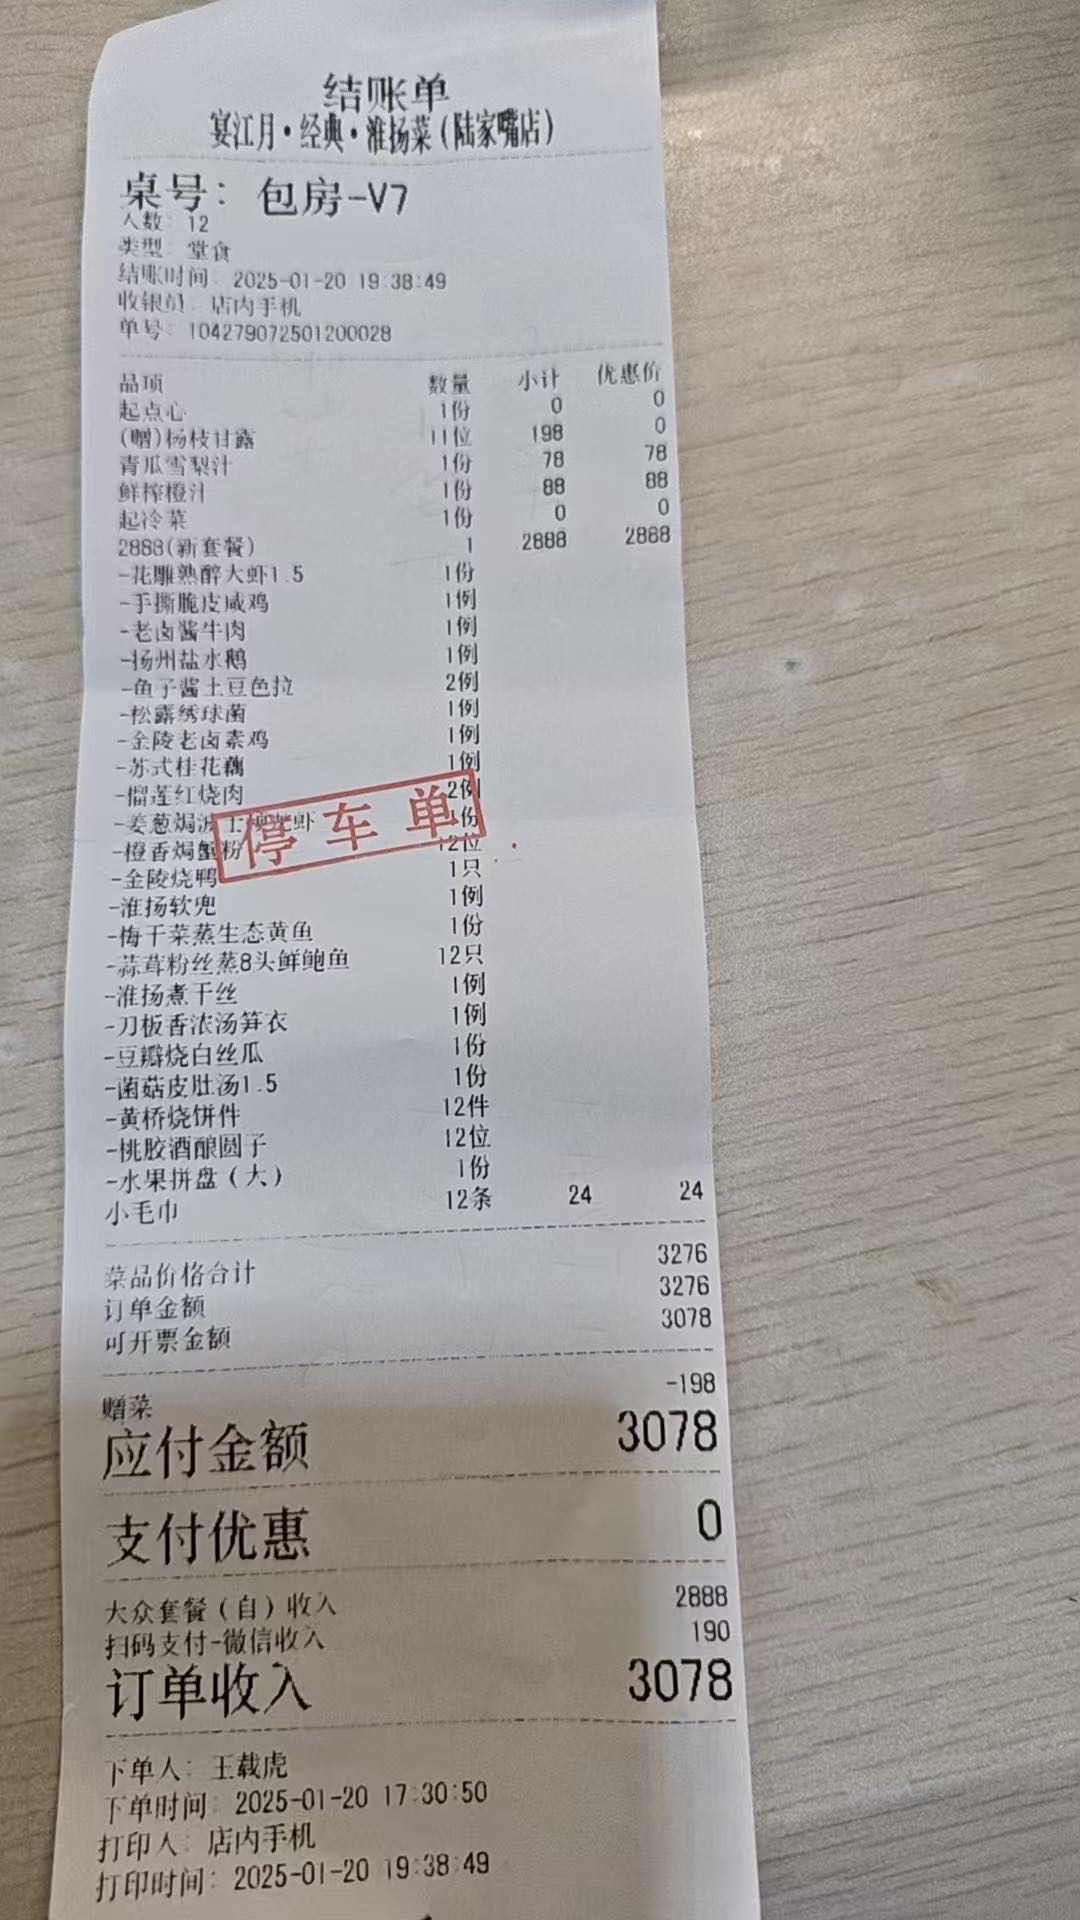 结账单
宴江月·经典·淮扬菜(陆家嘴店)
桌号: 包房-V7
人数: 12
类型: 堂食
结账时间: 2025-01-20 19:38:49
收银员: 店内手机
单号: 104279072501200028
品项 数量 小计 优惠价
起点心 1份 0 0
(赠)杨枝甘露 11位 198 0
青瓜雪梨汁 1份 78 78
鲜榨橙汁 1份 88 88
起冷菜 1份 0 0
2888(新套餐) 1 2888 2888
-花雕熟醉大虾1.5 1份
-手撕脆皮咸鸡 1例
-老卤酱牛肉 1例
-扬州盐水鹅 1例
-鱼子酱土豆色拉 2例
-松露绣球菌 1例
-金陵老卤素鸡 1例
-苏式桂花藕 1例
-榴莲红烧肉 2例
-姜葱焗波士顿龙虾 1份
停车单
-橙香焗蟹粉 12位
-金陵烧鸭 1只
-淮扬软兜 1例
-梅干菜蒸生态黄鱼 1份
-蒜茸粉丝蒸8头鲜鲍鱼 12只
-淮扬煮干丝 1例
-刀板香浓汤笋衣 1例
-豆瓣烧白丝瓜 1份
-菌菇皮肚汤1.5 1份
-黄桥烧饼件 12件
-桃胶酒酿圆子 12位
-水果拼盘(大) 1份
小毛巾 12条 24 24
菜品价格合计 3276
订单金额 3276
可开票金额 3078
赠菜 -198
应付金额 3078
支付优惠 0
大众套餐(自)收入 2888
扫码支付-微信收入 190
订单收入 3078
下单人: 王载虎
下单时间: 2025-01-20 17:30:50
打印人: 店内手机
打印时间: 2025-01-20 19:38:49